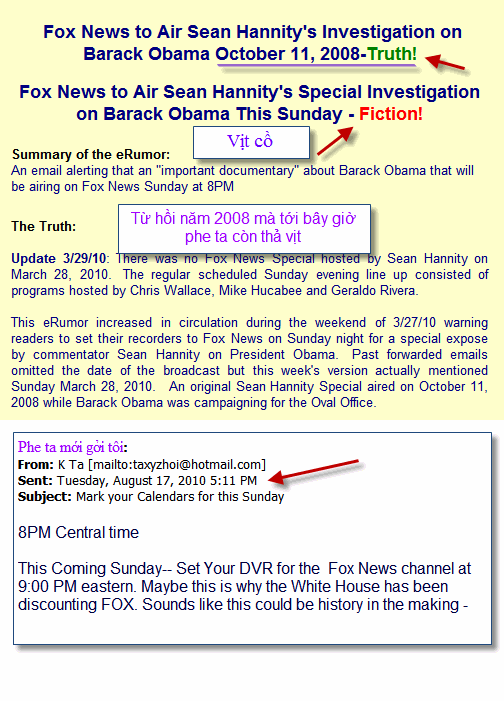 Fox News to Air Sean Hannity's Investigation on
Barack Obama October 11, 2008-Truth!
Fox News to Air Sean Hannity's Special Investigation
on Barack Obama This Sunday - Fiction!
Vịt cồ
Summary of the eRumor:
An email alerting that an "important documentary" about Barack Obama that will
be airing on Fox News Sunday at 8PM
Từ hồi năm 2008 mà tới bây giờ
phe ta còn thả vịt
The Truth:
Update 3/29/10: There was no Fox News Special hosted by Sean Hannity on
March 28, 2010. The regular scheduled Sunday evening line up consisted of
programs hosted by Chris Wallace, Mike Hucabee and Geraldo Rivera.
This eRumor increased in circulation during the weekend of 3/27/10 warning
readers to set their recorders to Fox News on Sunday night for a special expose
by commentator Sean Hannity on President Obama. Past forwarded emails
omitted the date of the broadcast but this week's version actually mentioned
Sunday March 28, 2010. An original Sean Hannity Special aired on October 11,
2008 while Barack Obama was campaigning for the Oval Office.
Phe ta mới gởi tôi:
From: K Ta [mailto:taxyzhoi@hotmail.com]
Sent: Tuesday, August 17, 2010 5:11 PM
Subject: Mark your Calendars for this Sunday
8PM Central time
This Coming Sunday-- Set Your DVR for the Fox News channel at
9:00 PM eastern. Maybe this is why the White House has been
discounting FOX. Sounds like this could be history in the making -